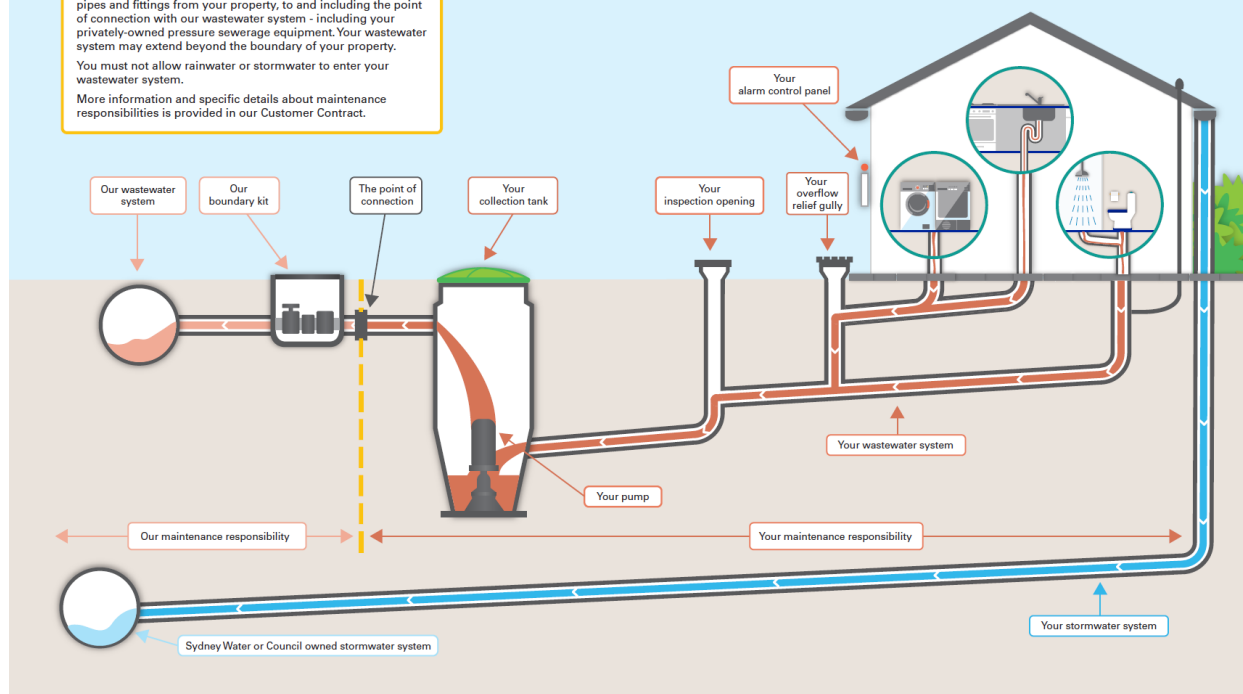 pipes and fittings from your property, to and including the point
of connection with our wastewater system - including your
privately-owned pressure sewerage equipment. Your wastewater
system may extend beyond the boundary of your property.
You must not allow rainwater or stormwater to enter your
wastewater system.
More information and specific details about maintenance
responsibilities is provided in our Customer Contract.
Your
alarm control panel
Our wastewater
system
Our
boundary kit
The point of
connection
Your
collection tank
Your
inspection opening
Your
overflow
relief gully
Your wastewater system
Your pump
Our maintenance responsibility
Your maintenance responsibility
Your stormwater system
Sydney Water or Council owned stormwater system